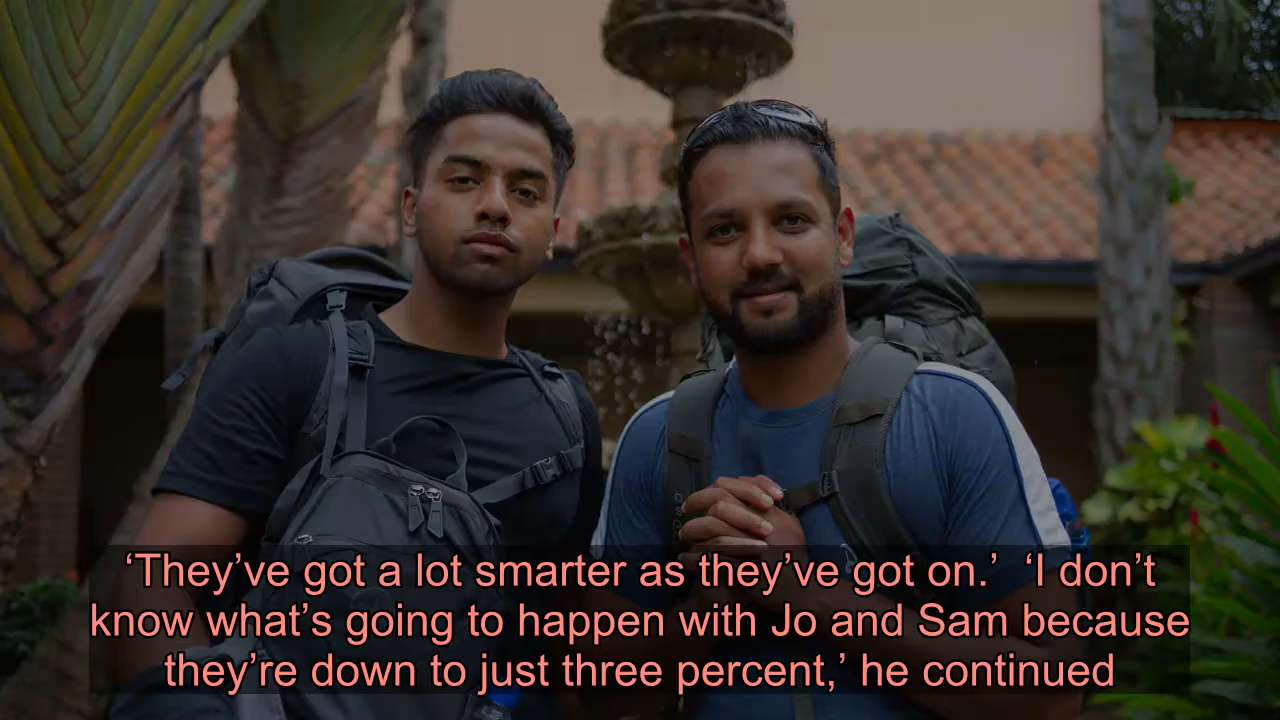 ‘They’ve got a lot smarter as they’ve got on.’ ‘I don’t
know what’s going to happen with Jo and Sam because
they’re down to just three percent,’ he continued